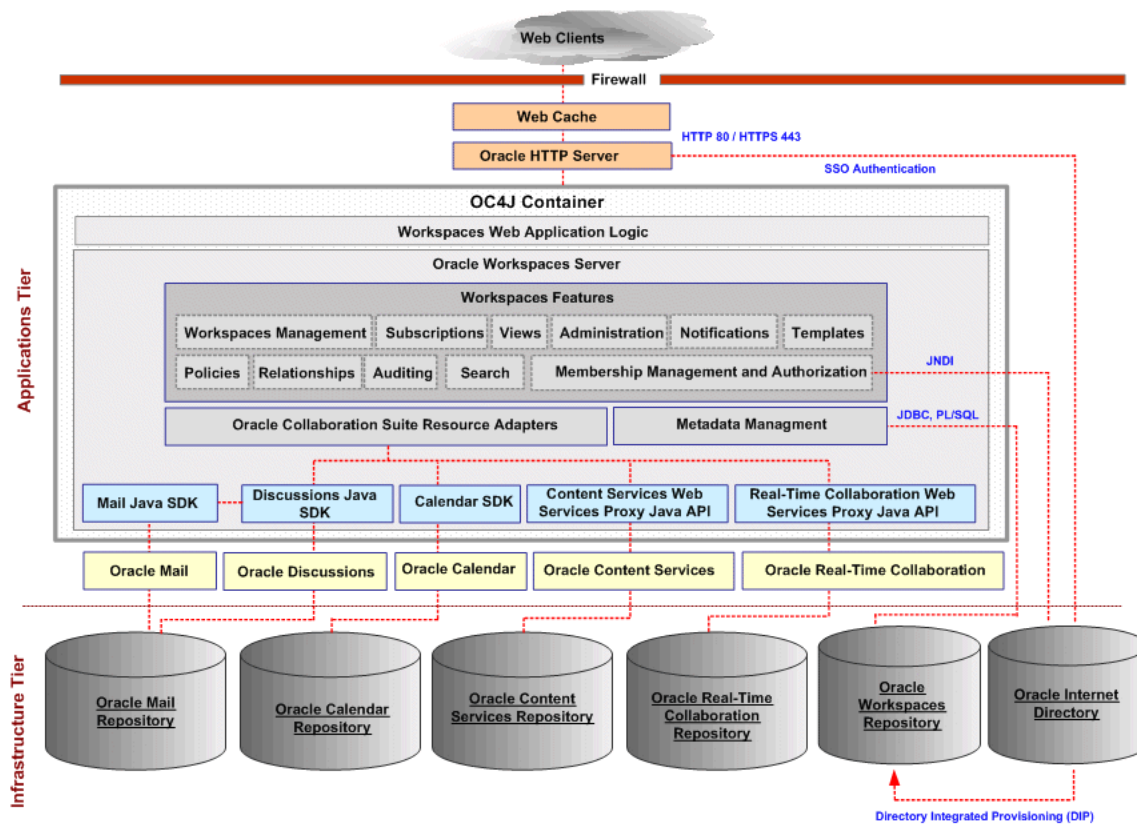 Web Clients
Firewall
Web Cache
HTTP 80 / HTTPS 443
Oracle HTTP Server
SSO Authentication
OC4J Container
Workspaces Web Application Logic
Oracle Workspaces Server
Workspaces Features
Workspaces Management
Subscriptions
Views
Administration
Notifications
Templates
Policies
Relationships
Auditing
Search
Membership Management and Authorization
JNDI
Oracle Collaboration Suite Resource Adapters
Metadata Managment
JDBC, PL/SQL
Mail Java SDK
Discussions Java
SDK
Calendar SDK
Content Services Web
Services Proxy Java API
Real-Time Collaboration Web
Services Proxy Java API
Applications Tier
Oracle Mail
Oracle Discussions
Oracle Calendar
Oracle Content Services
Oracle Real-Time Collaboration
Infrastructure Tier
Oracle Mail
Repository
Oracle Calendar
Repository
Oracle Content
Services Repository
Oracle Real-Time
Collaboration
Repository
Oracle
Workspaces
Repository
Oracle Internet
Directory
Directory Integrated Provisioning (DIP)